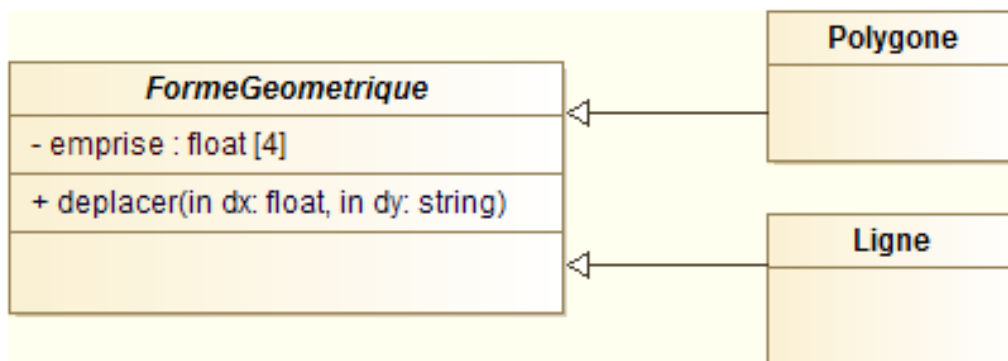 FormeGeometrique
- emprise : float [4]
+ deplacer(in dx: float, in dy: string)
Polygone
Ligne